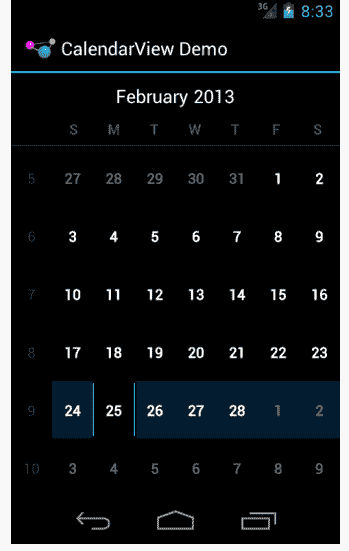 3G 8:33
CalendarView Demo
February 2013
S M T W T F S
5 27 28 29 30 31 1 2
6 3 4 5 6 7 8 9
7 10 11 12 13 14 15 16
8 17 18 19 20 21 22 23
9 24 25 26 27 28 1 2
10 3 4 5 6 7 8 9